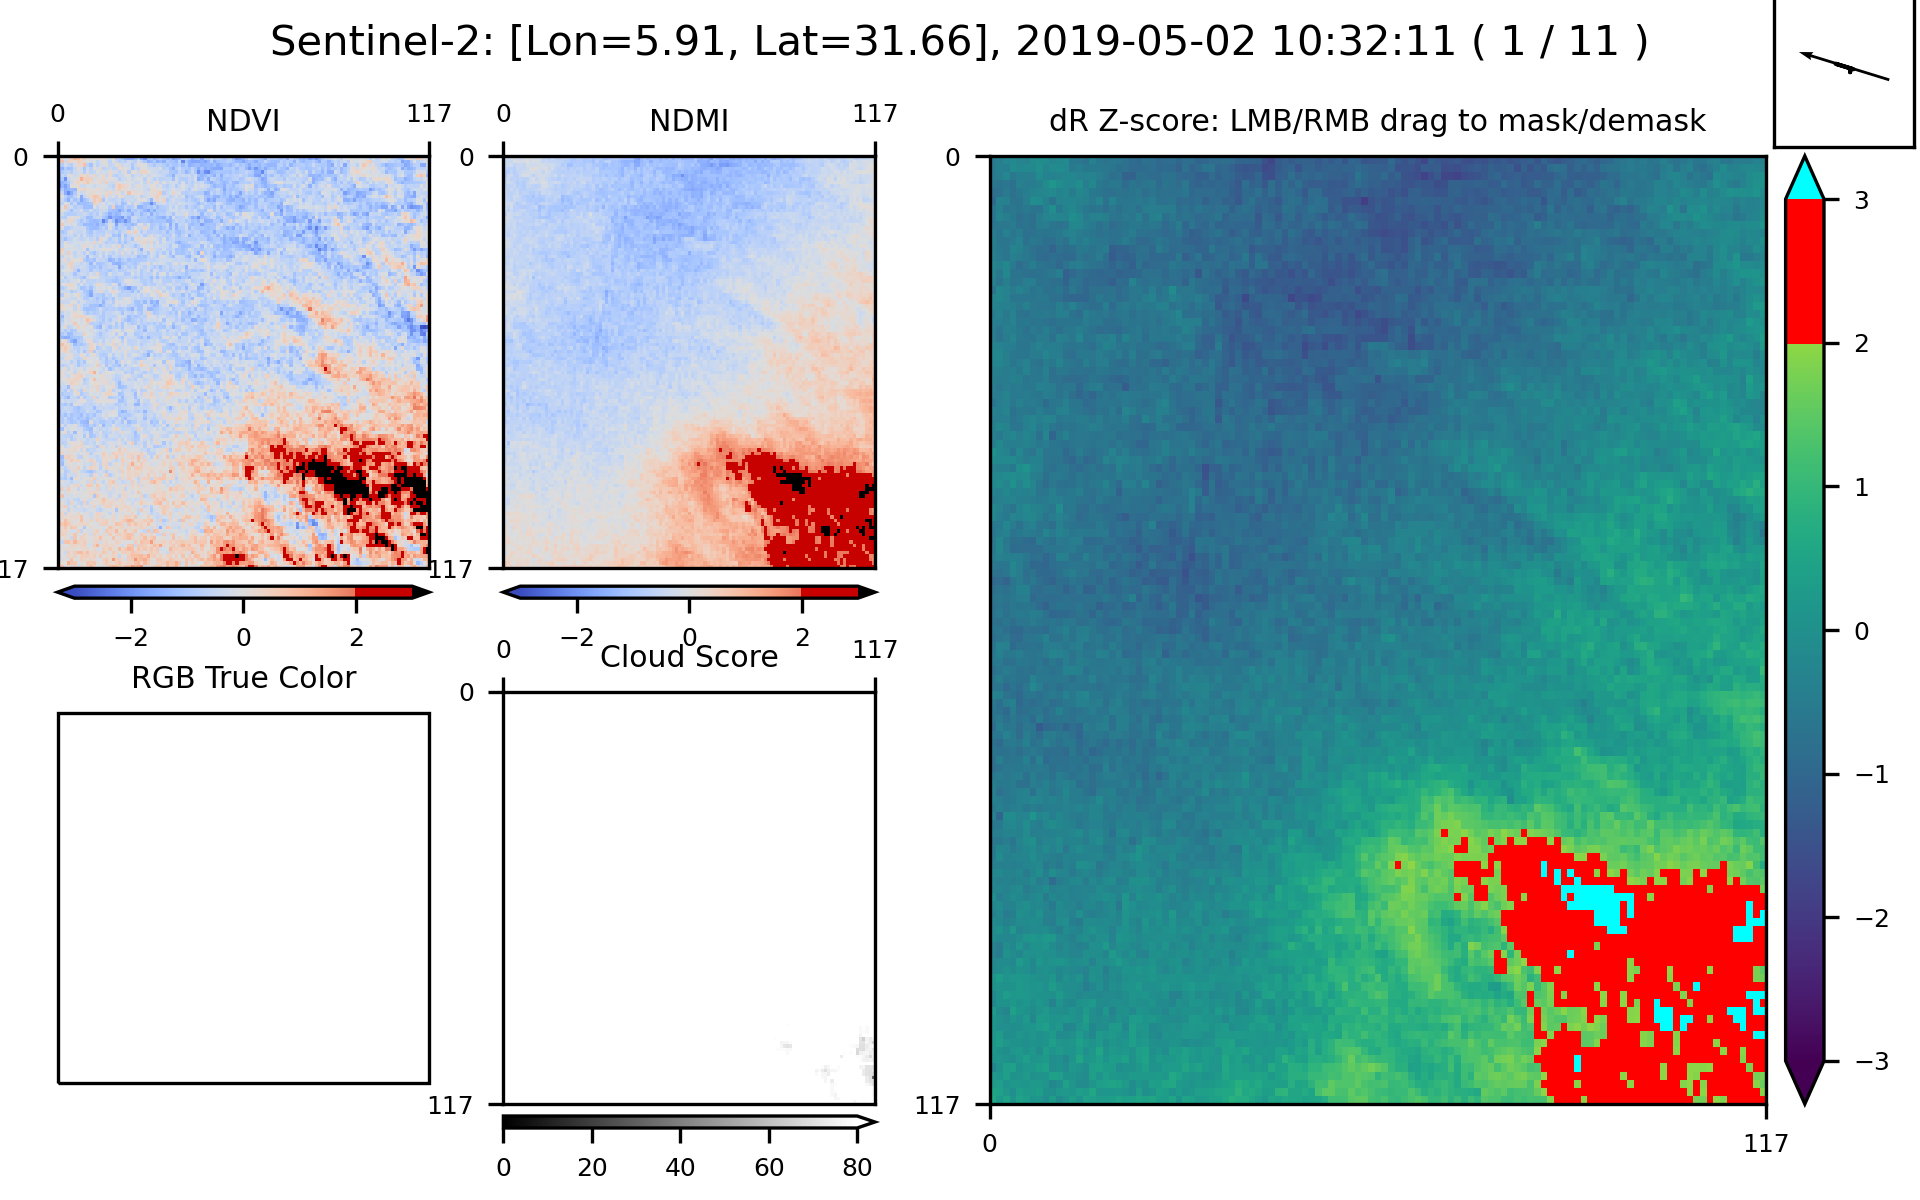 Sentinel-2: [Lon=5.91, Lat=31.66], 2019-05-02 10:32:11 ( 1 / 11 )
0 NDVI 117
0
17
−2 0 2
0 NDMI 117
0
117
−2 0 2
dR Z-score: LMB/RMB drag to mask/demask
0
117
0 117
3
2
1
0
−1
−2
−3
RGB True Color
0 Cloud Score 117
0
117
0 20 40 60 80